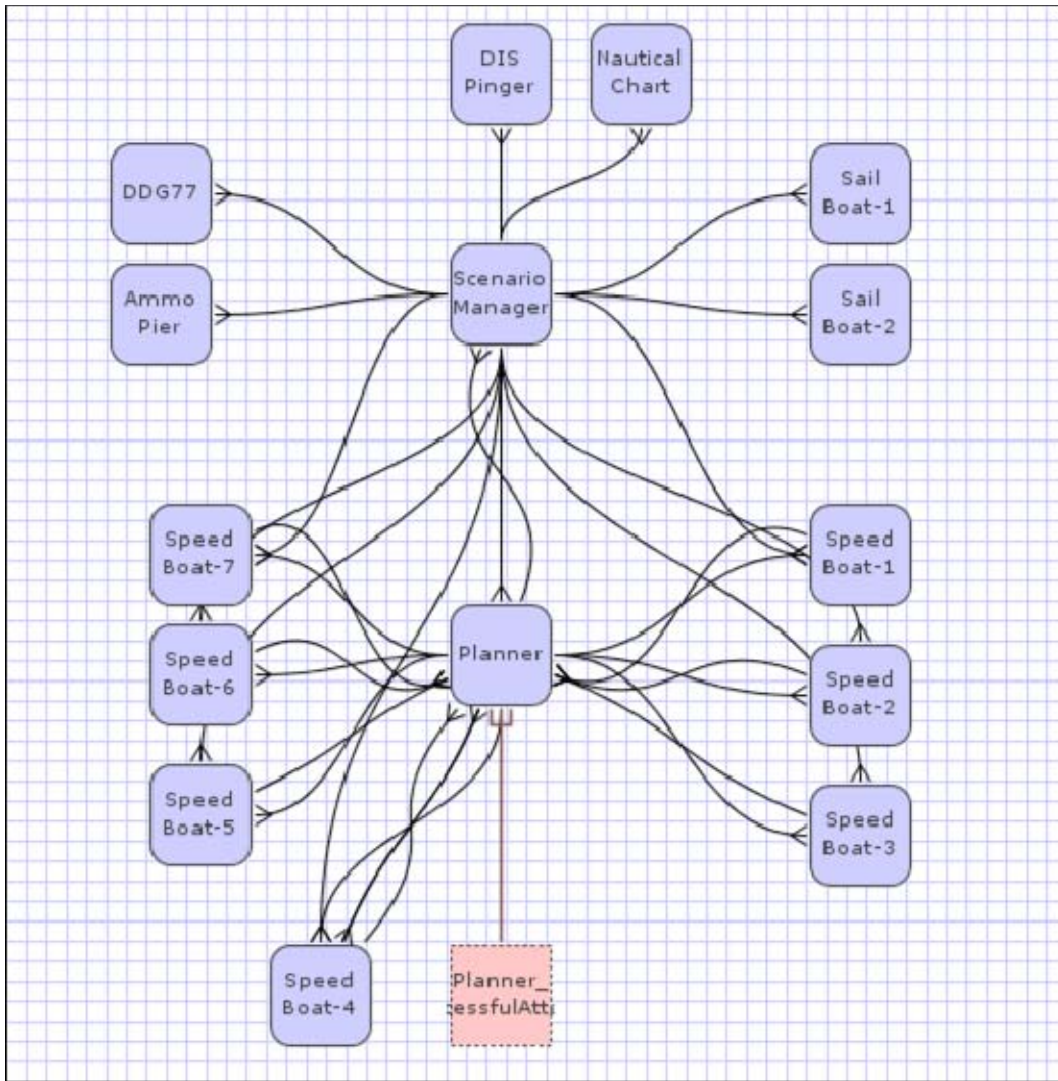 DIS
Pinger
Nautical
Chart
DDG77
Sail
Boat-1
Scenario
Manager
Ammo
Pier
Sail
Boat-2
Speed
Boat-7
Speed
Boat-1
Speed
Boat-6
Planner
Speed
Boat-2
Speed
Boat-5
Speed
Boat-3
Speed
Boat-4
Planner_
essfulAtt